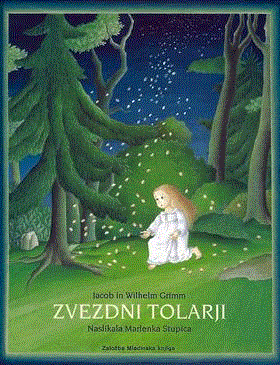 Jacob in Wilhelm Grimm
ZVEZDNI TOLARJI
Naslikala Marlenka Stupica
Založba Mladinska knjiga